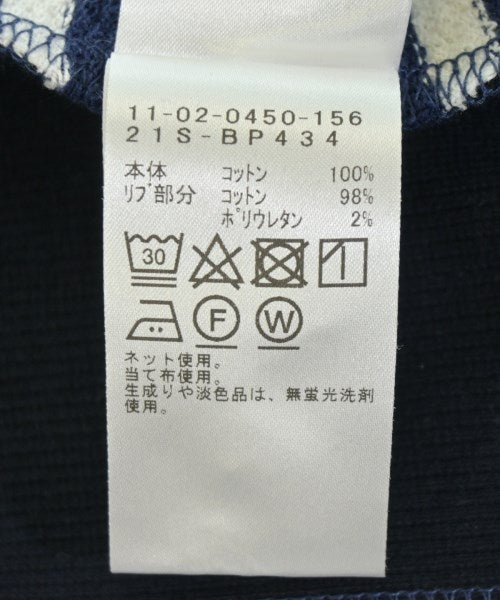 11-02-0450-156
21S-BP434
本体 コットン 100%
リブ部分 コットン 98%
ポリウレタン 2%
30
F W
ネット使用。
当て布使用。
生成りや淡色品は、無蛍光洗剤
使用。